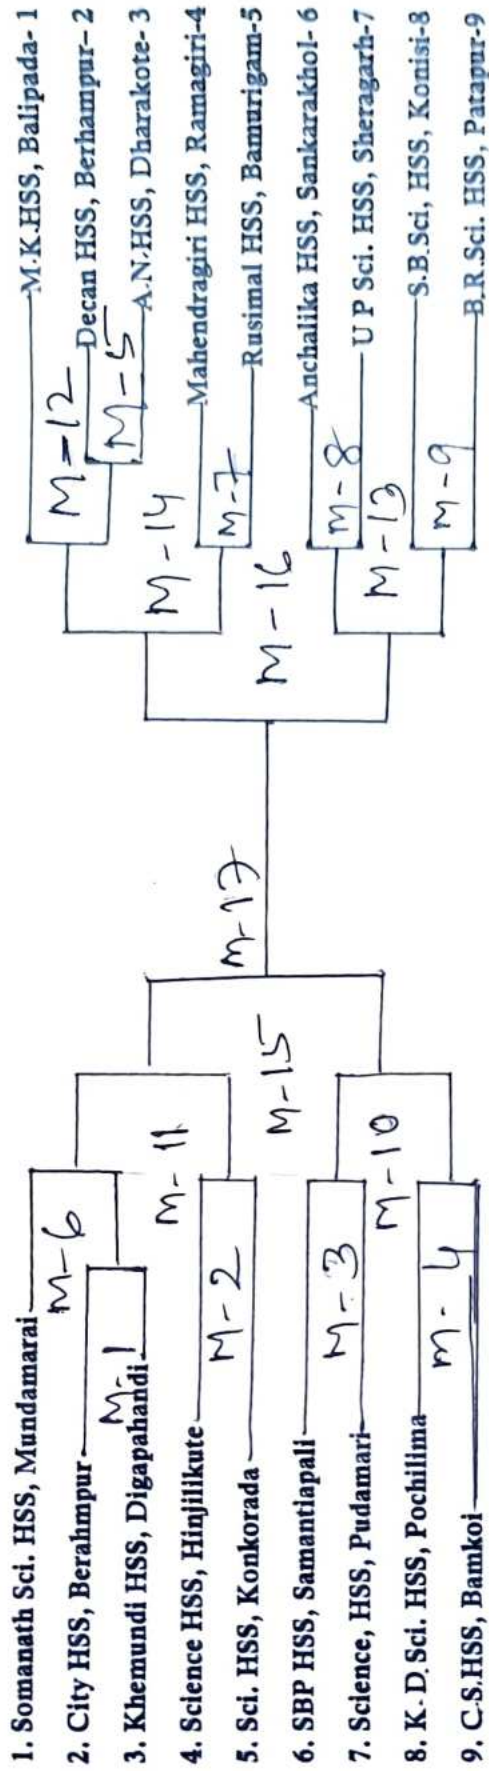 1. Somanath Sci. HSS, Mundamarai
2. City HSS, Berahmpur
3. Khemundi HSS, Digapahandi
4. Science HSS, Hinjilikute
5. Sci. HSS, Konkorada
6. SBP HSS, Samantiapali
7. Science, HSS, Pudamari
8. K.D.Sci. HSS, Pochilima
9. C.S.HSS, Bamkoi
M-6
M-1
M-11
M-2
M-15
M-3
M-10
M-4
M-17
M-12
M-5
M-14
M-7
M-16
M-8
M-13
M-9
M.K.HSS, Balipada- 1
Decan HSS, Berhampur- 2
A.N.HSS, Dharakote- 3
Mahendragiri HSS, Ramagiri-4
Rusimal HSS, Bamurigam-5
Anchalika HSS, Sankarakhol- 6
U P Sci. HSS, Sheragarh-7
S.B.Sci, HSS, Konisi-8
B.R.Sci. HSS, Patapur-9